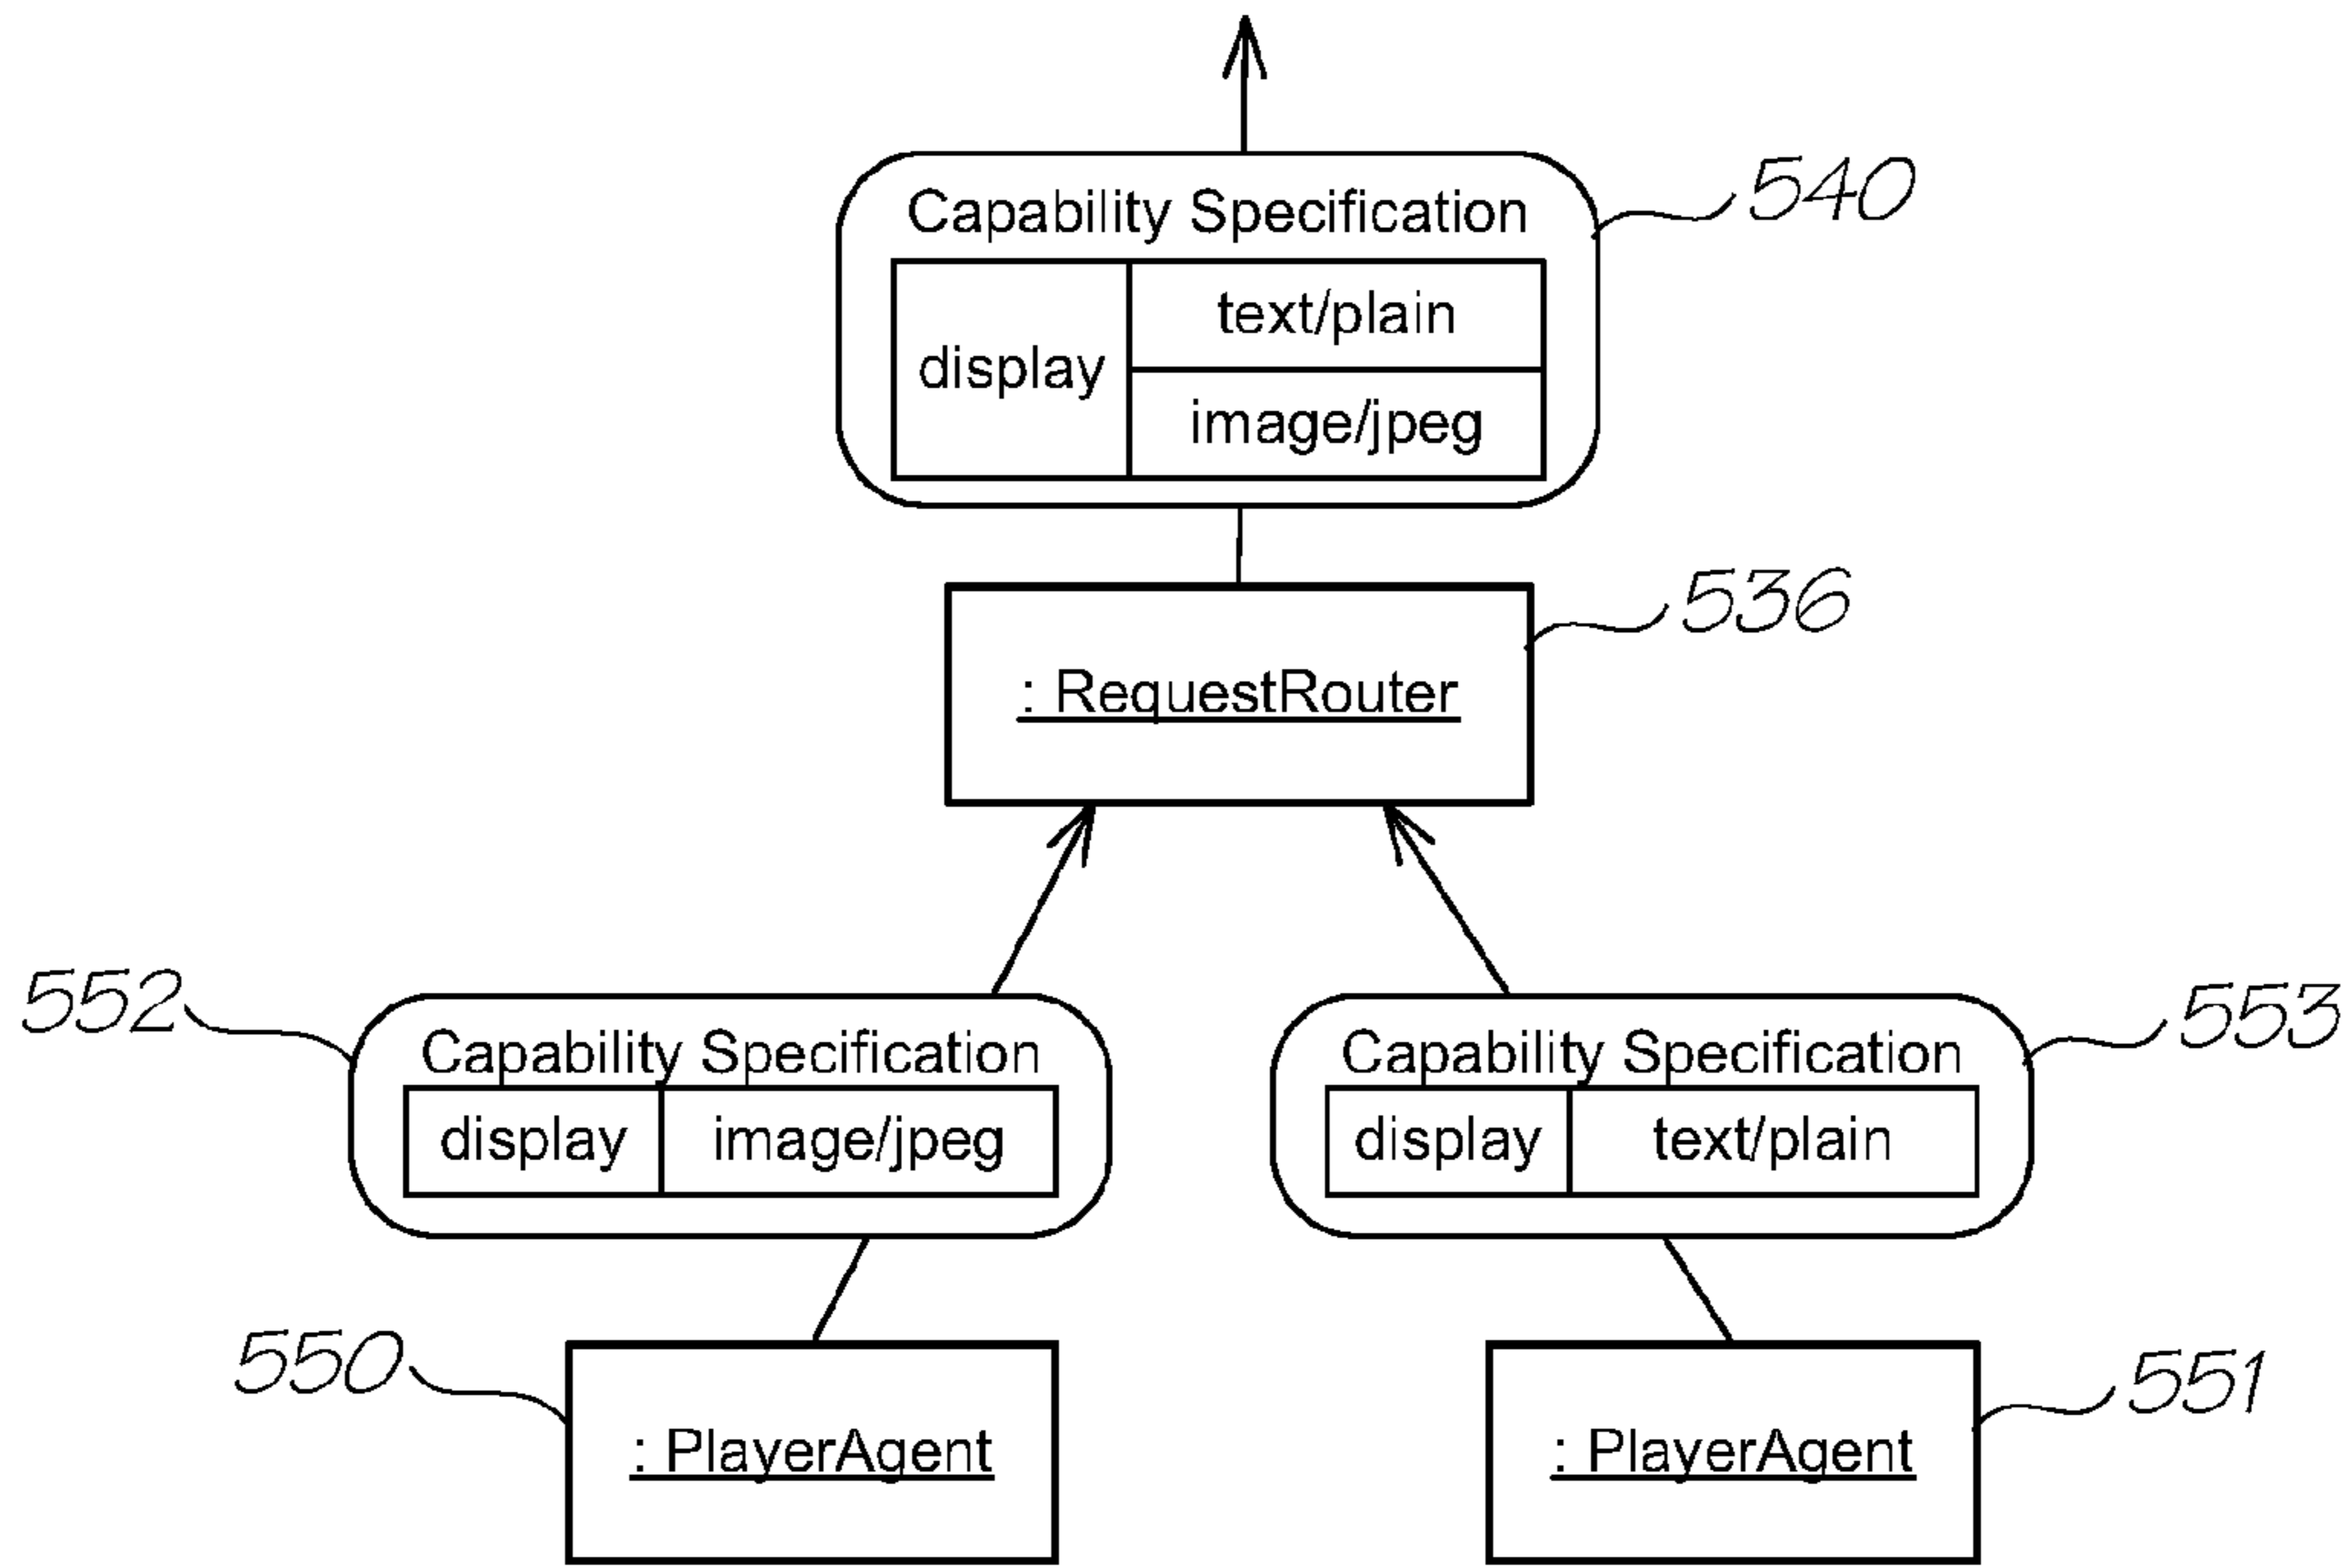 Capability Specification
540
display
text/plain
image/jpeg
536
: RequestRouter
552
Capability Specification
display
image/jpeg
553
Capability Specification
display
text/plain
550
: PlayerAgent
551
: PlayerAgent